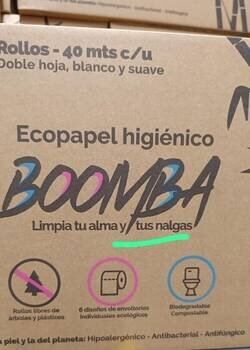 Rollos - 40 mts c/u
Doble hoja, blanco y suave
Ecopapel higiénico
BOOMBA
Limpia tu alma y tus nalgas
Rollos libres de
árboles y plásticos
6 diseños de envoltorios
individuales ecológicos
Biodegradable
Compostable
piel y la del planeta: Hipoalergénico - Antibacterial - Antifúngico